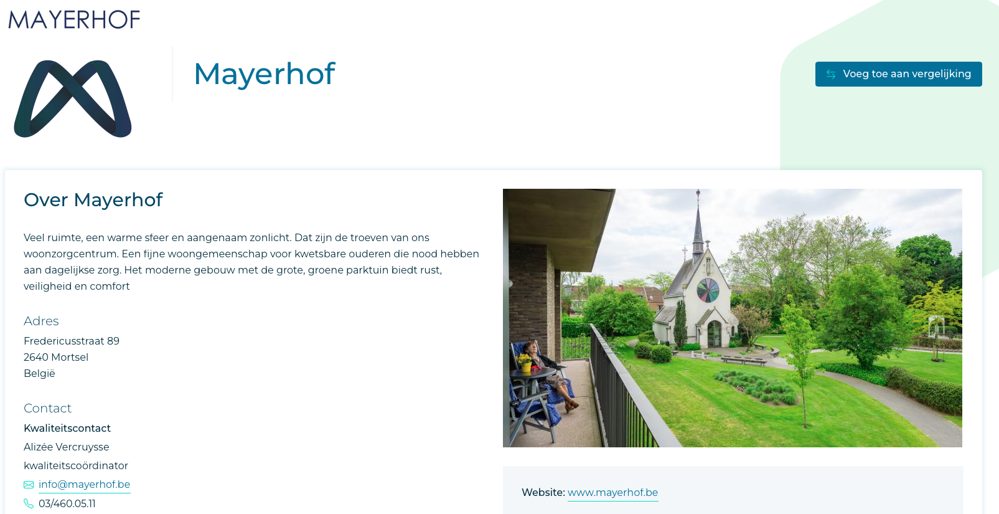 MAYERHOF
Mayerhof
Voeg toe aan vergelijking
Over Mayerhof
Veel ruimte, een warme sfeer en aangenaam zonlicht. Dat zijn de troeven van ons
woonzorgcentrum. Een fijne woongemeenschap voor kwetsbare ouderen die nood hebben
aan dagelijkse zorg. Het moderne gebouw met de grote, groene parktuin biedt rust,
veiligheid en comfort
Adres
Fredericusstraat 89
2640 Mortsel
België
Contact
Kwaliteitscontact
Alizée Vercruysse
kwaliteitscoördinator
info@mayerhof.be
03/460.05.11
Website: www.mayerhof.be